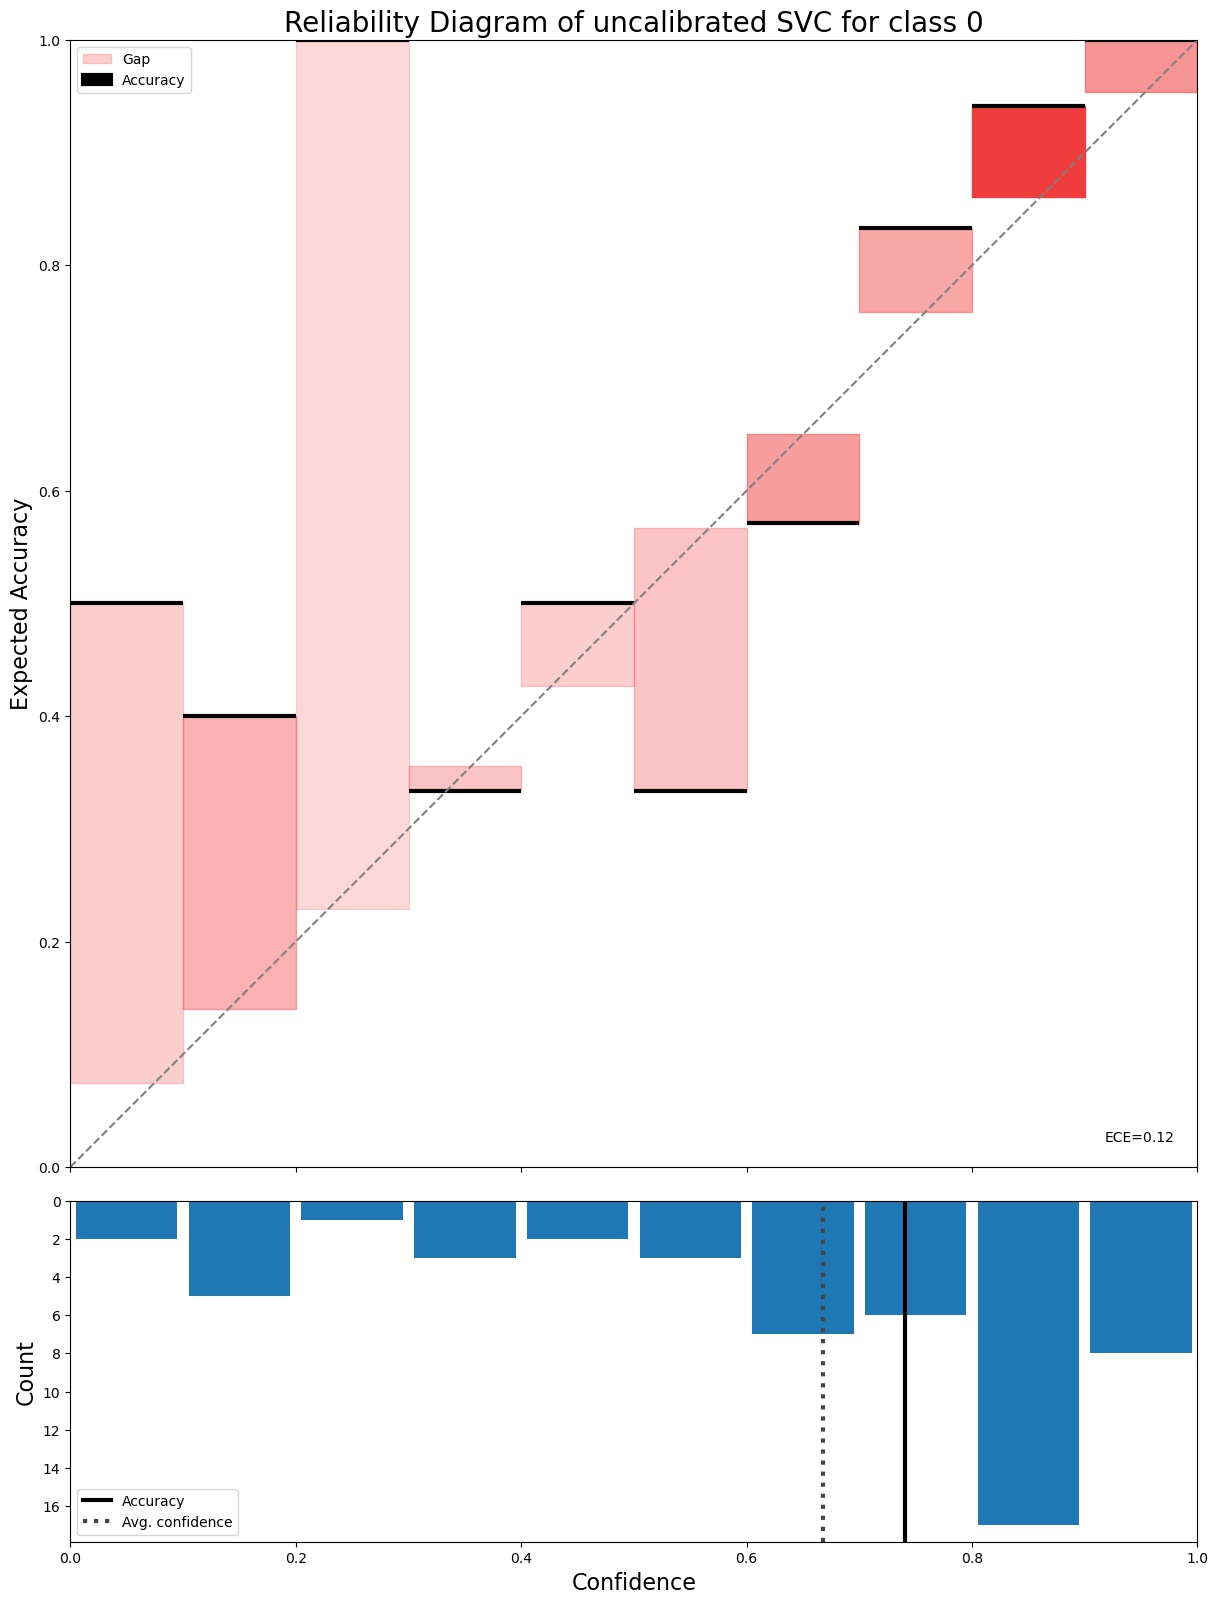 Reliability Diagram of uncalibrated SVC for class 0
1.0
Gap
Accuracy
0.8
0.6
Expected Accuracy
0.4
0.2
ECE=0.12
0.0
0
2
4
6
8
10
12
14
16
Count
Accuracy
Avg. confidence
0.0 0.2 0.4 0.6 0.8 1.0
Confidence